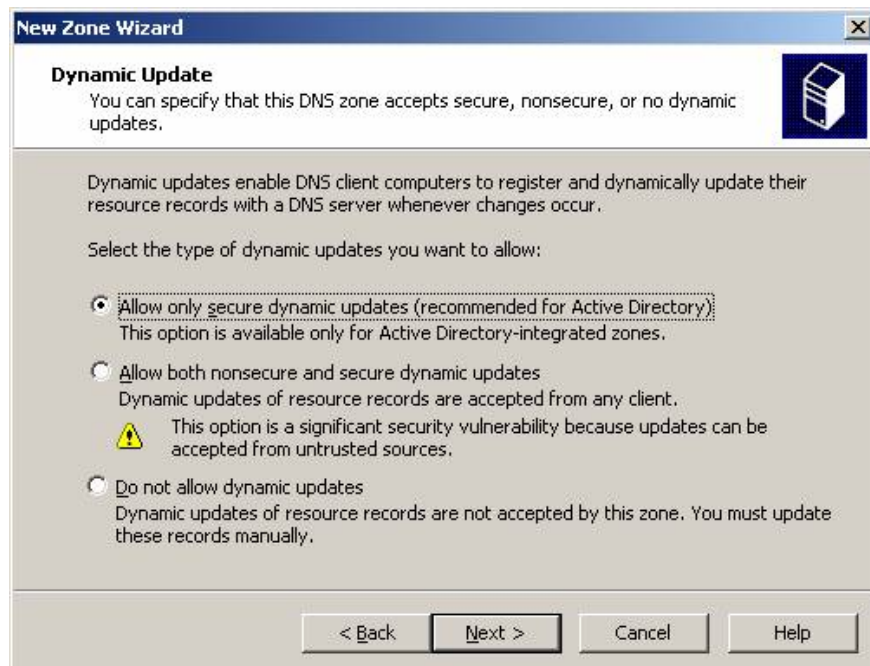 New Zone Wizard
Dynamic Update
You can specify that this DNS zone accepts secure, nonsecure, or no dynamic
updates.
Dynamic updates enable DNS client computers to register and dynamically update their
resource records with a DNS server whenever changes occur.
Select the type of dynamic updates you want to allow:
Allow only secure dynamic updates (recommended for Active Directory)
This option is available only for Active Directory-integrated zones.
Allow both nonsecure and secure dynamic updates
Dynamic updates of resource records are accepted from any client.
This option is a significant security vulnerability because updates can be
accepted from untrusted sources.
Do not allow dynamic updates
Dynamic updates of resource records are not accepted by this zone. You must update
these records manually.
< Back Next > Cancel Help